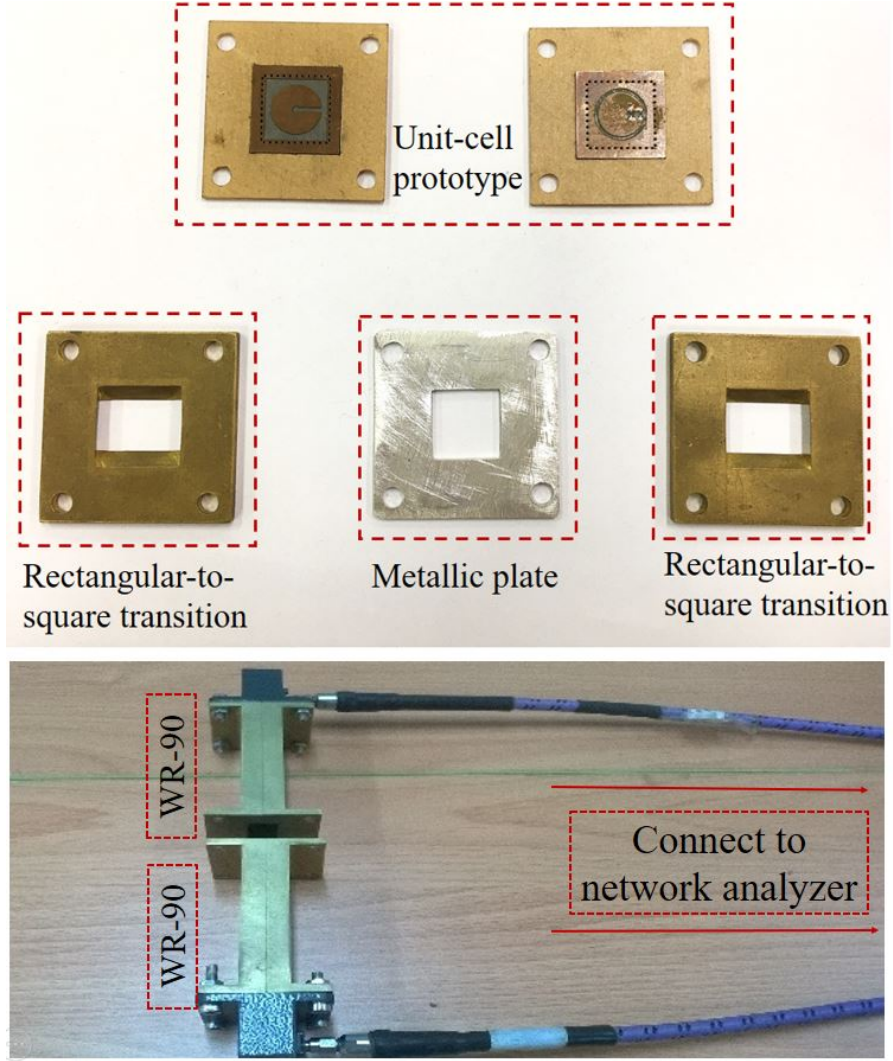 Unit-cell
prototype
Rectangular-to-
square transition
Metallic plate
Rectangular-to-
square transition
WR-90
WR-90
Connect to
network analyzer